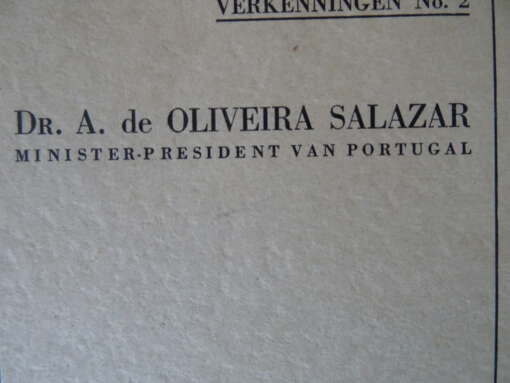 VERKENNINGEN No. 2
DR. A. de OLIVEIRA SALAZAR
MINISTER-PRESIDENT VAN PORTUGAL